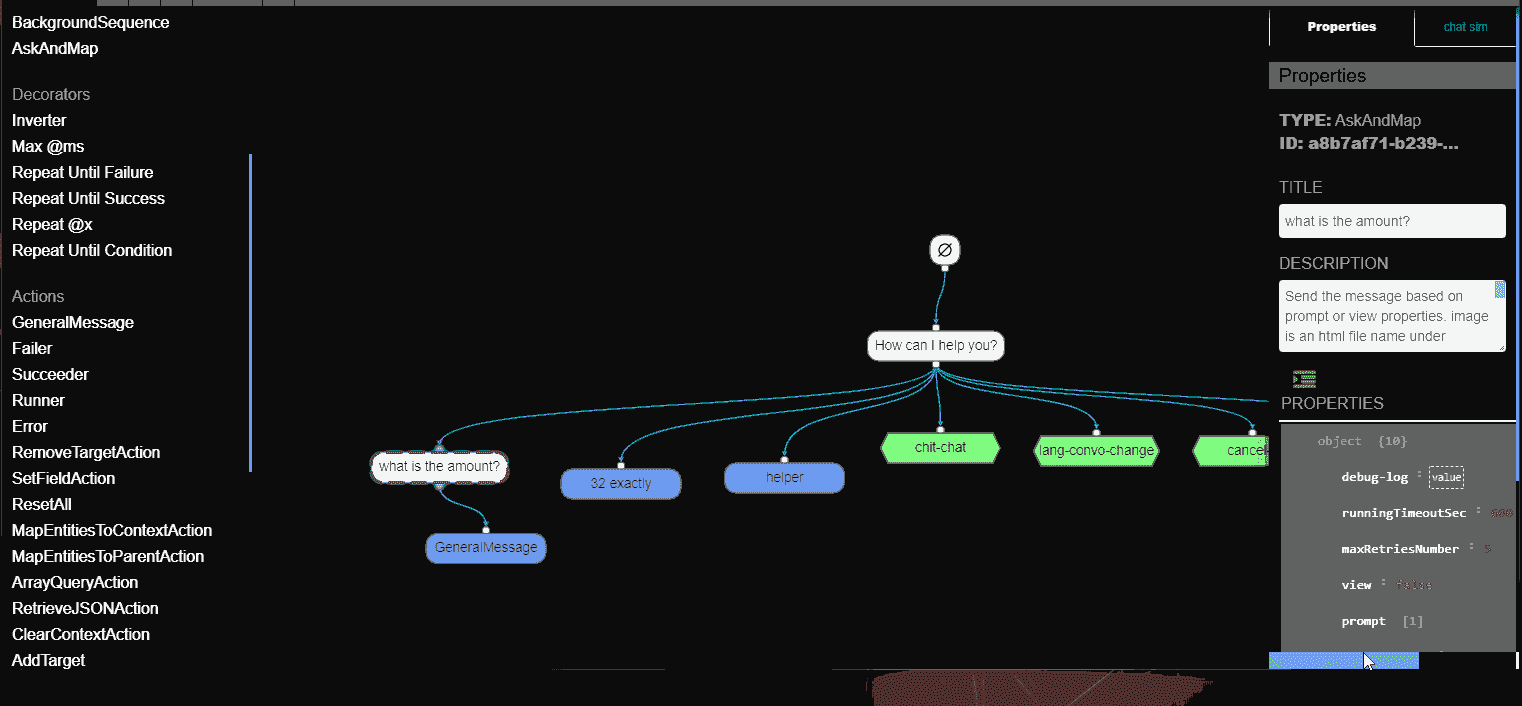 BackgroundSequence
AskAndMap
Decorators
Inverter
Max @ms
Repeat Until Failure
Repeat Until Success
Repeat @x
Repeat Until Condition
Actions
GeneralMessage
Failer
Succeeder
Runner
Error
RemoveTargetAction
SetFieldAction
ResetAll
MapEntitiesToContextAction
MapEntitiesToParentAction
ArrayQueryAction
RetrieveJSONAction
ClearContextAction
AddTarget
How can I help you?
what is the amount?
32 exactly
helper
chit-chat
lang-convo-change
cancel
GeneralMessage
Properties
chat sim
Properties
TYPE: AskAndMap
ID: a8b7af71-b239-...
TITLE
what is the amount?
DESCRIPTION
Send the message based on
prompt or view properties. image
is an html file name under
PROPERTIES
object {10}
debug-log : value
runningTimeoutSec :
maxRetriesNumber : 5
view : false
prompt [1]